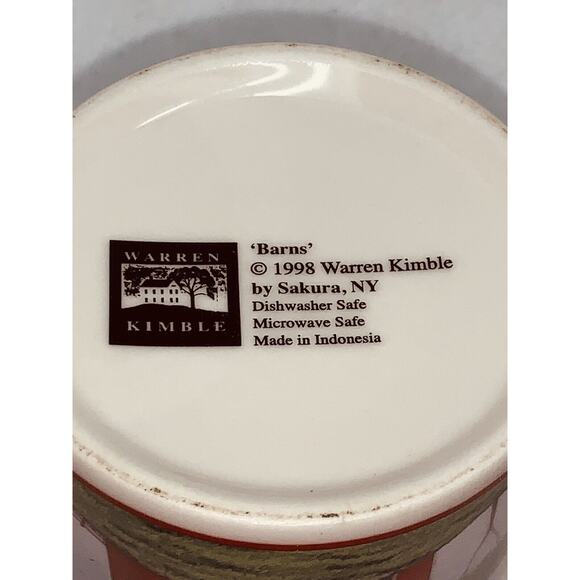 WARREN
KIMBLE
‘Barns’
© 1998 Warren Kimble
by Sakura, NY
Dishwasher Safe
Microwave Safe
Made in Indonesia